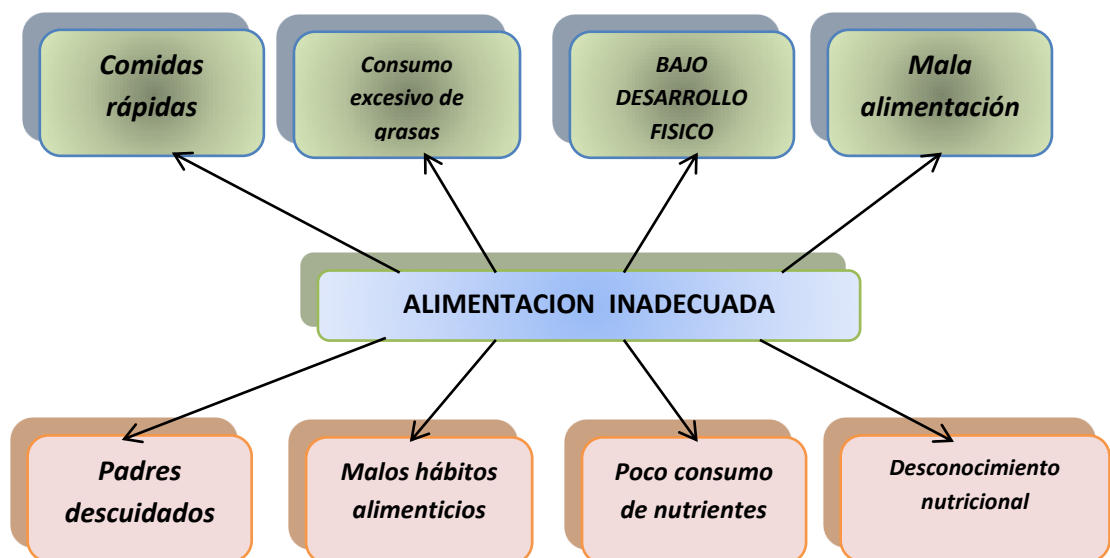 Comidas
rápidas
Consumo
excesivo de
grasas
BAJO
DESARROLLO
FISICO
Mala
alimentación
ALIMENTACION  INADECUADA
Padres
descuidados
Malos hábitos
alimenticios
Poco consumo
de nutrientes
Desconocimiento
nutricional